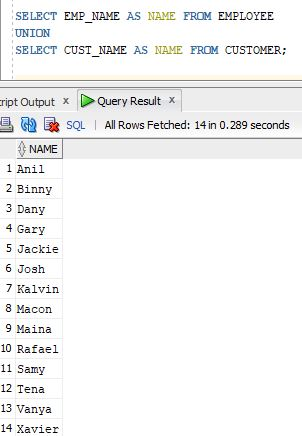 SELECT EMP_NAME AS NAME FROM EMPLOYEE
UNION
SELECT CUST_NAME AS NAME FROM CUSTOMER;
ript Output x Query Result x
SQL | All Rows Fetched: 14 in 0.289 seconds
NAME
1 Anil
2 Binny
3 Dany
4 Gary
5 Jackie
6 Josh
7 Kalvin
8 Macon
9 Maina
10 Rafael
11 Samy
12 Tena
13 Vanya
14 Xavier